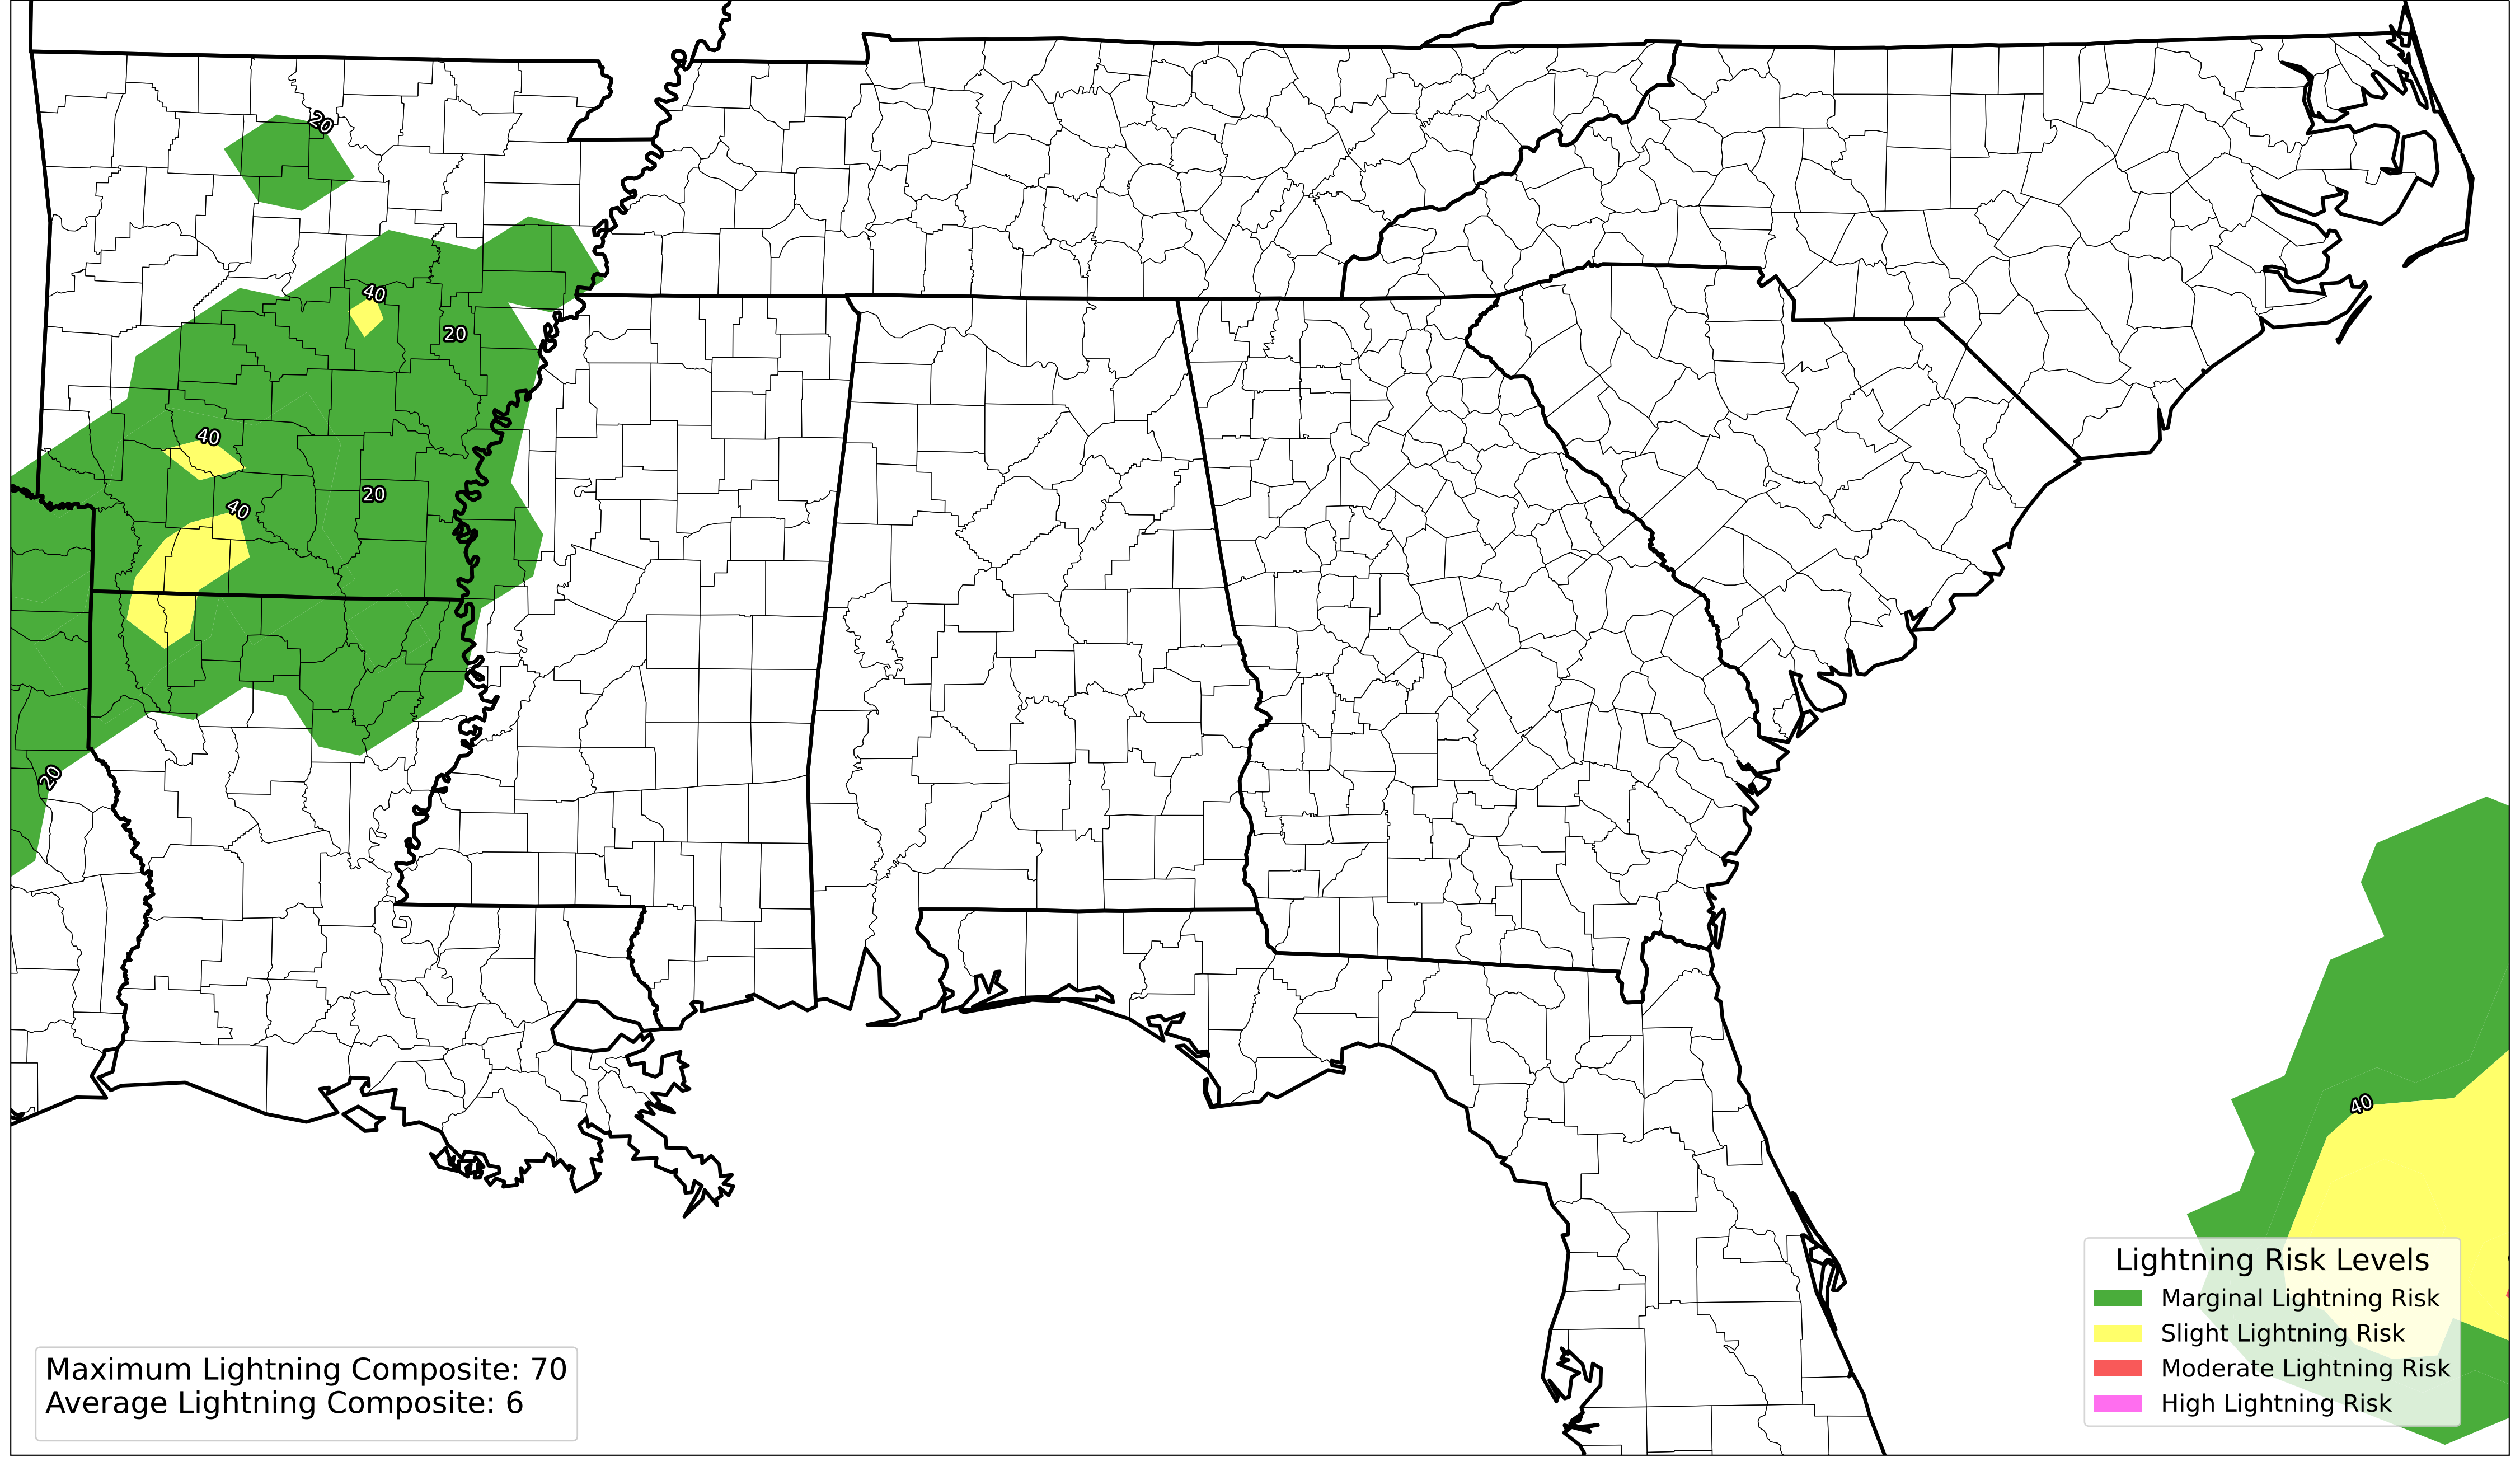 20
40
20
40
20
40
20
40
Lightning Risk Levels
Marginal Lightning Risk
Slight Lightning Risk
Moderate Lightning Risk
High Lightning Risk
Maximum Lightning Composite: 70
Average Lightning Composite: 6